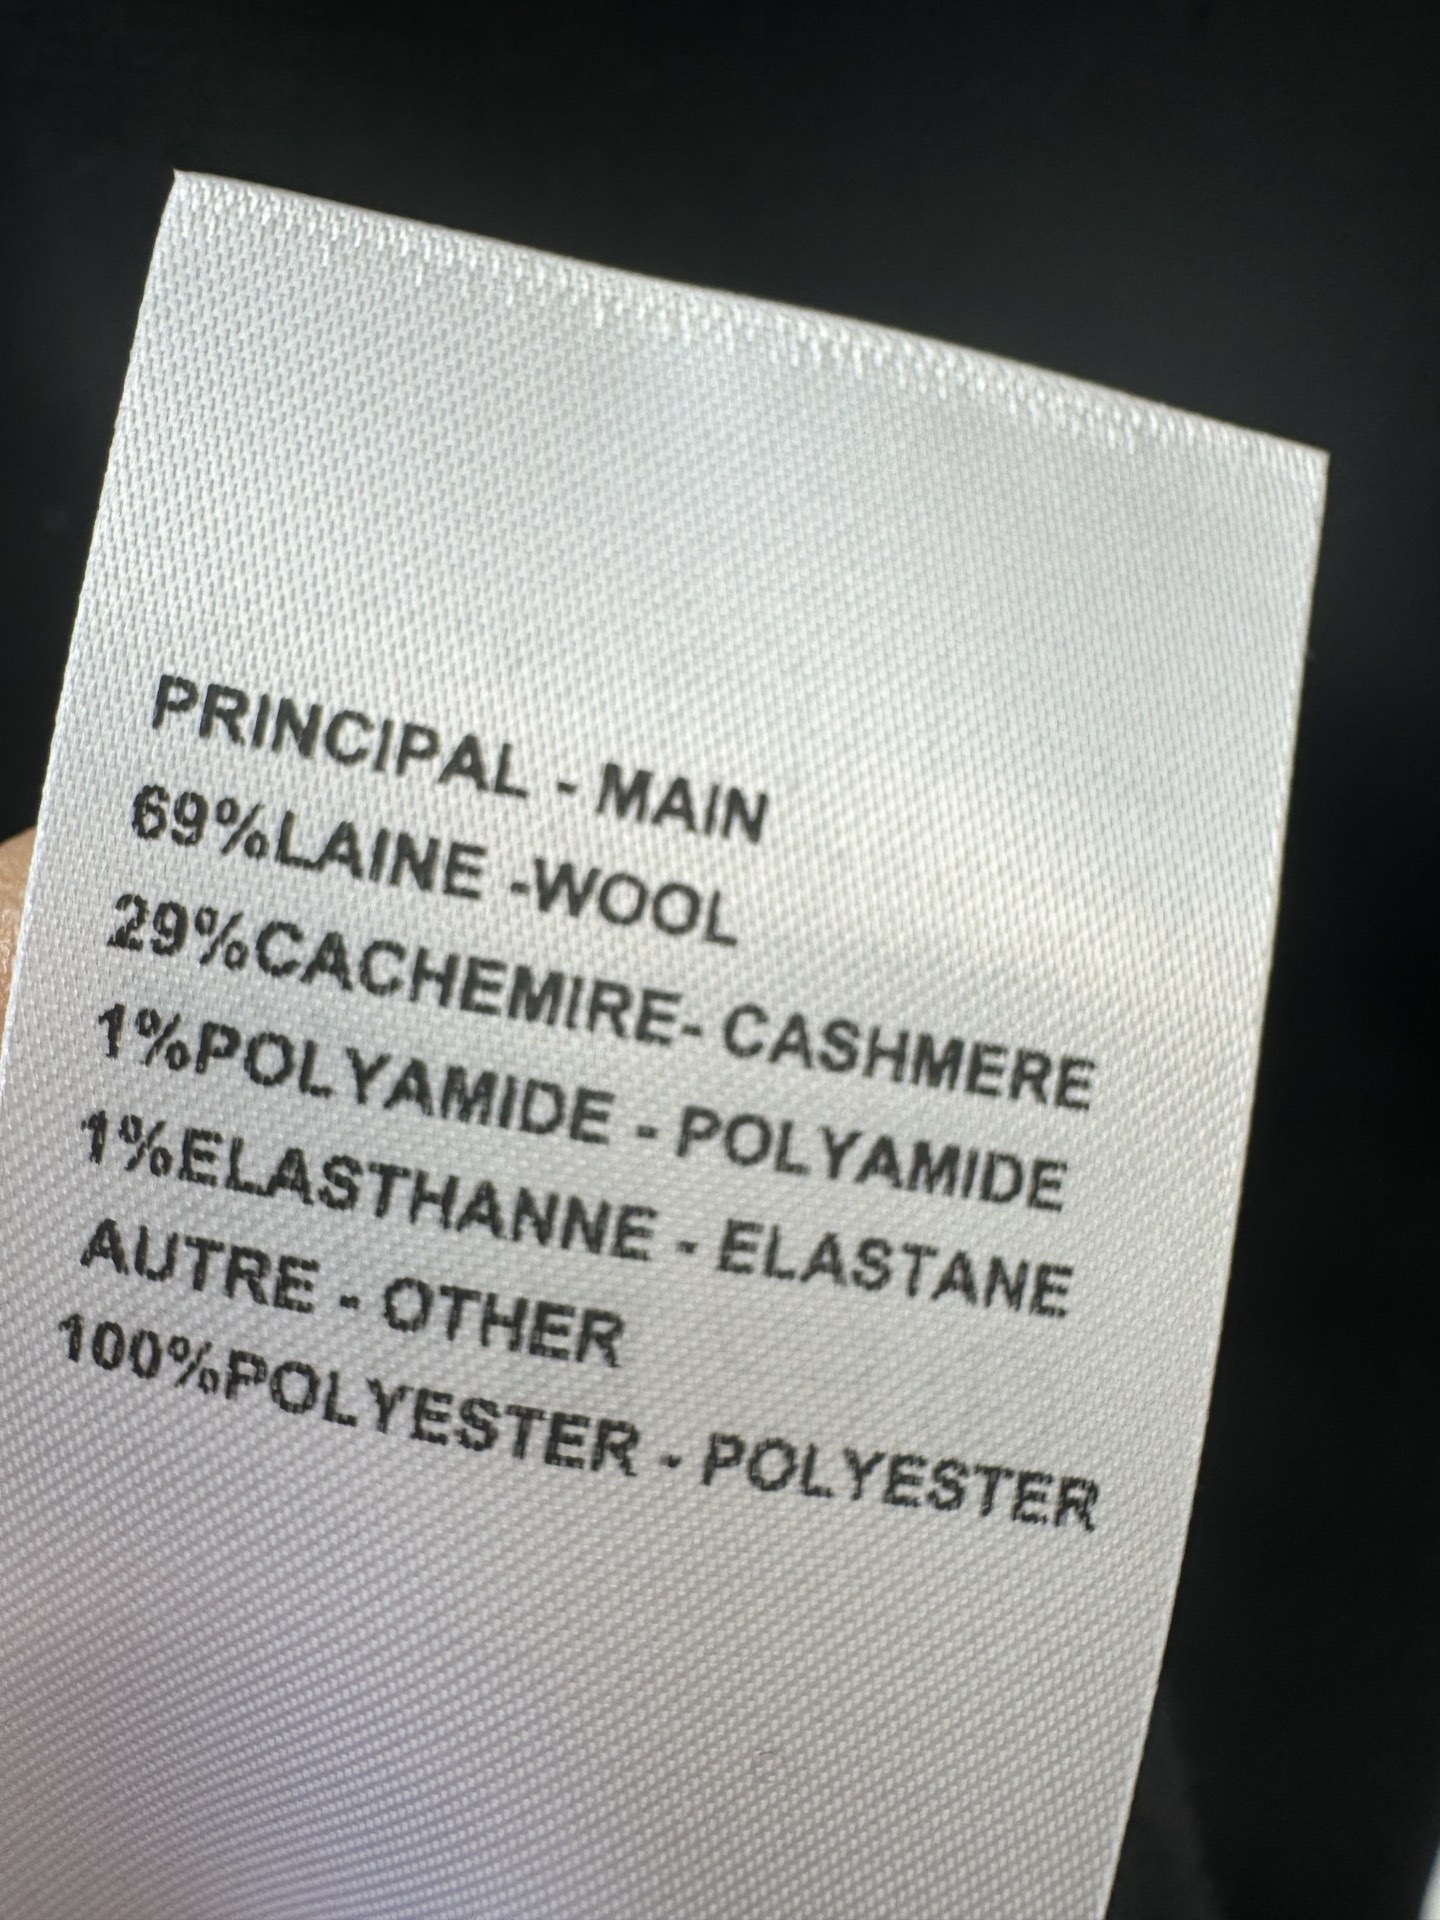 PRINCIPAL - MAIN
69%LAINE -WOOL
29%CACHEMIRE- CASHMERE
1%POLYAMIDE - POLYAMIDE
1%ELASTHANNE - ELASTANE
AUTRE - OTHER
100%POLYESTER - POLYESTER